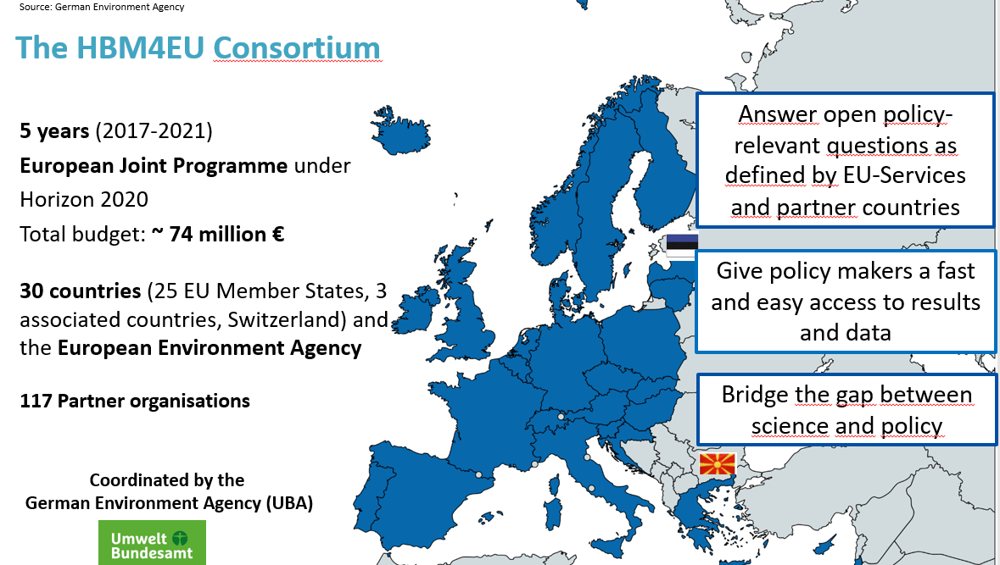 Source: German Environment Agency
The HBM4EU Consortium
5 years (2017-2021)
European Joint Programme under
Horizon 2020
Total budget: ~ 74 million €
30 countries (25 EU Member States, 3
associated countries, Switzerland) and
the European Environment Agency
117 Partner organisations
Coordinated by the
German Environment Agency (UBA)
Umwelt
Bundesamt
Answer open policy-
relevant questions as
defined by EU-Services
and partner countries
Give policy makers a fast
and easy access to results
and data
Bridge the gap between
science and policy